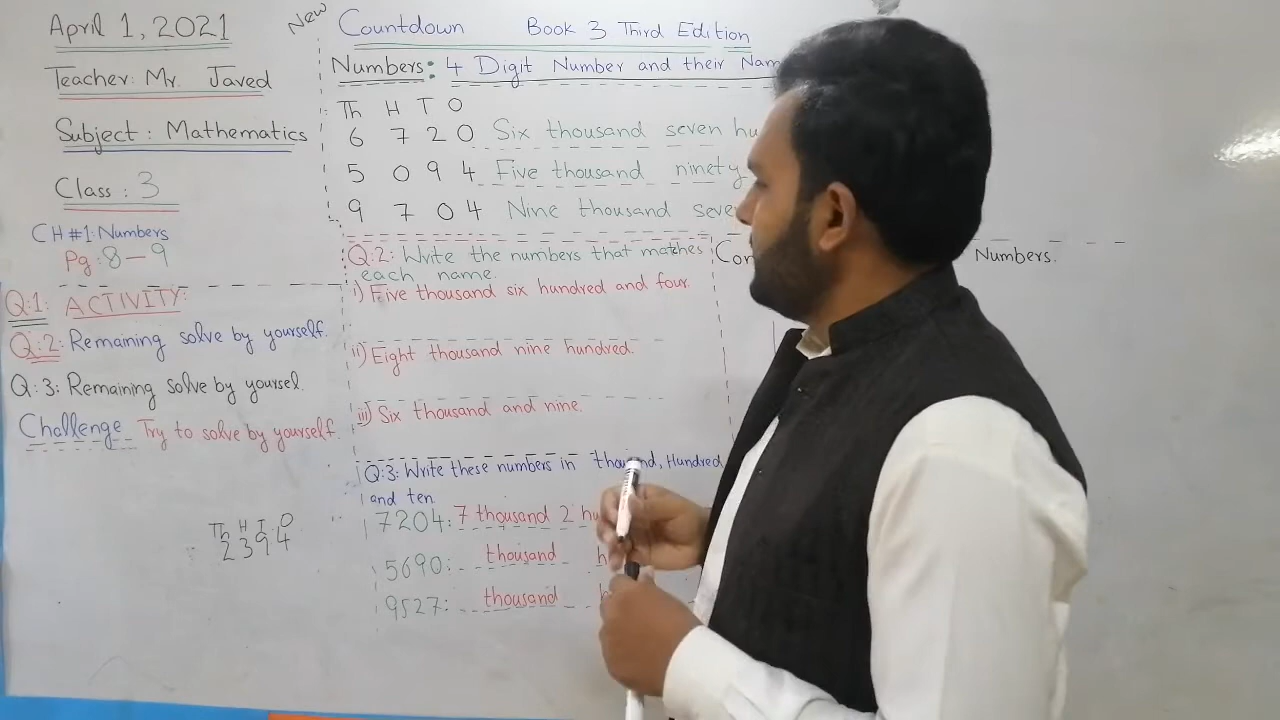 April 1, 2021
Teacher: Mr. Javed
Subject : Mathematics
Class : 3
CH #1: Numbers
Pg: 8 — 9
Q:1: ACTIVITY:
Q:2: Remaining solve by yourself.
Q:3: Remaining solve by yoursel.
Challenge Try to solve by yourself.
Th H T O
2 3 9 4
New
Countdown Book 3 Third Edition
Numbers: 4 Digit Number and their Nam
Th H T O
6 7 2 0 Six thousand seven hu
5 0 9 4 Five thousand ninety
9 7 0 4 Nine thousand seve
Q:2: Write the numbers that matches
each name.
i) Five thousand six hundred and four.
ii) Eight thousand nine hundred.
iii) Six thousand and nine.
Q:3: Write these numbers in thousand, Hundred
and ten.
7204: 7 thousand 2 hu
5690: thousand h
9527: thousand h
Con Numbers.